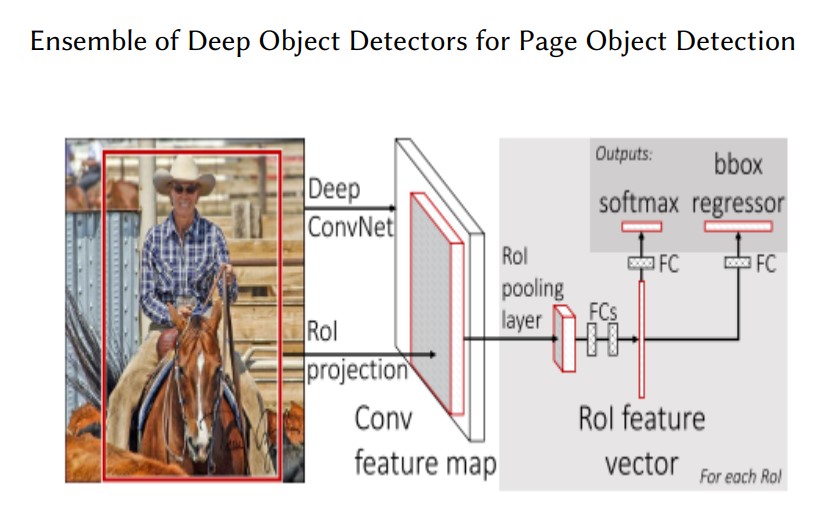 Ensemble of Deep Object Detectors for Page Object Detection
Deep
ConvNet
RoI
projection
Conv
feature map
RoI
pooling
layer
FCs
Outputs:
softmax
bbox
regressor
FC
FC
RoI feature
vector
For each RoI